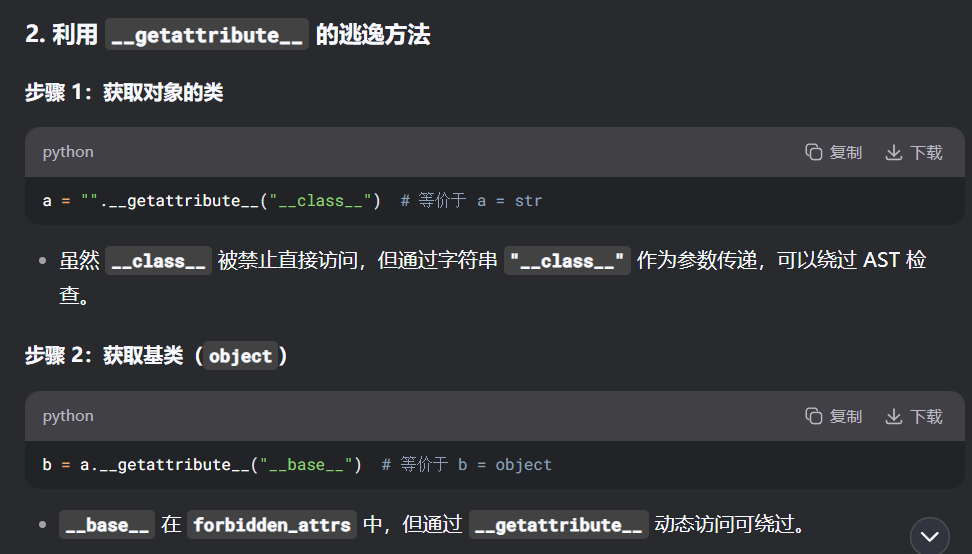 2. 利用 __getattribute__ 的逃逸方法
步骤 1：获取对象的类
python 复制 下载
a = "".__getattribute__("__class__")  # 等价于 a = str
虽然 __class__ 被禁止直接访问，但通过字符串 "__class__" 作为参数传递，可以绕过 AST 检
查。
步骤 2：获取基类（object）
python 复制 下载
b = a.__getattribute__("__base__")  # 等价于 b = object
__base__ 在 forbidden_attrs 中，但通过 __getattribute__ 动态访问可绕过。